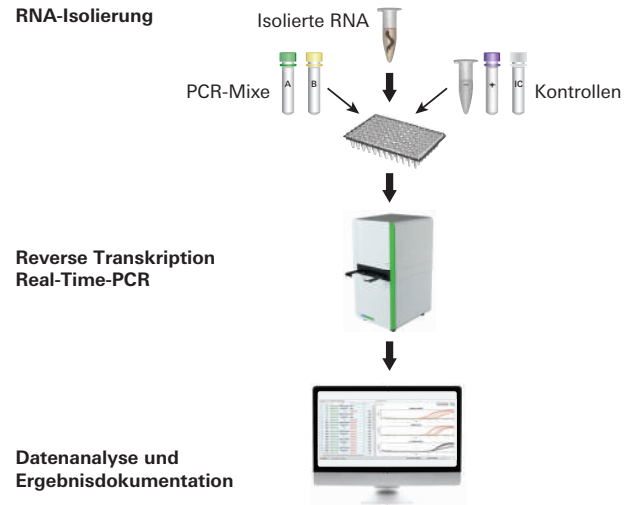 RNA-Isolierung
Isolierte RNA
PCR-Mixe
A
B
+
IC
Kontrollen
Reverse Transkription
Real-Time-PCR
Datenanalyse und
Ergebnisdokumentation